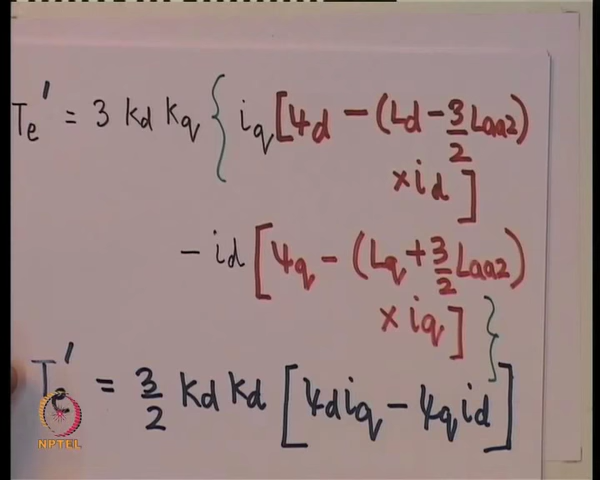 Te' = 3 kd kq { iq [ψd − (Ld − 3/2 Laa2)
× id ]
− id [ ψq − (Lq + 3/2 Laa2)
× iq ] }
Te' = 3/2 kd kd [ ψd iq − ψq id ]
NPTEL